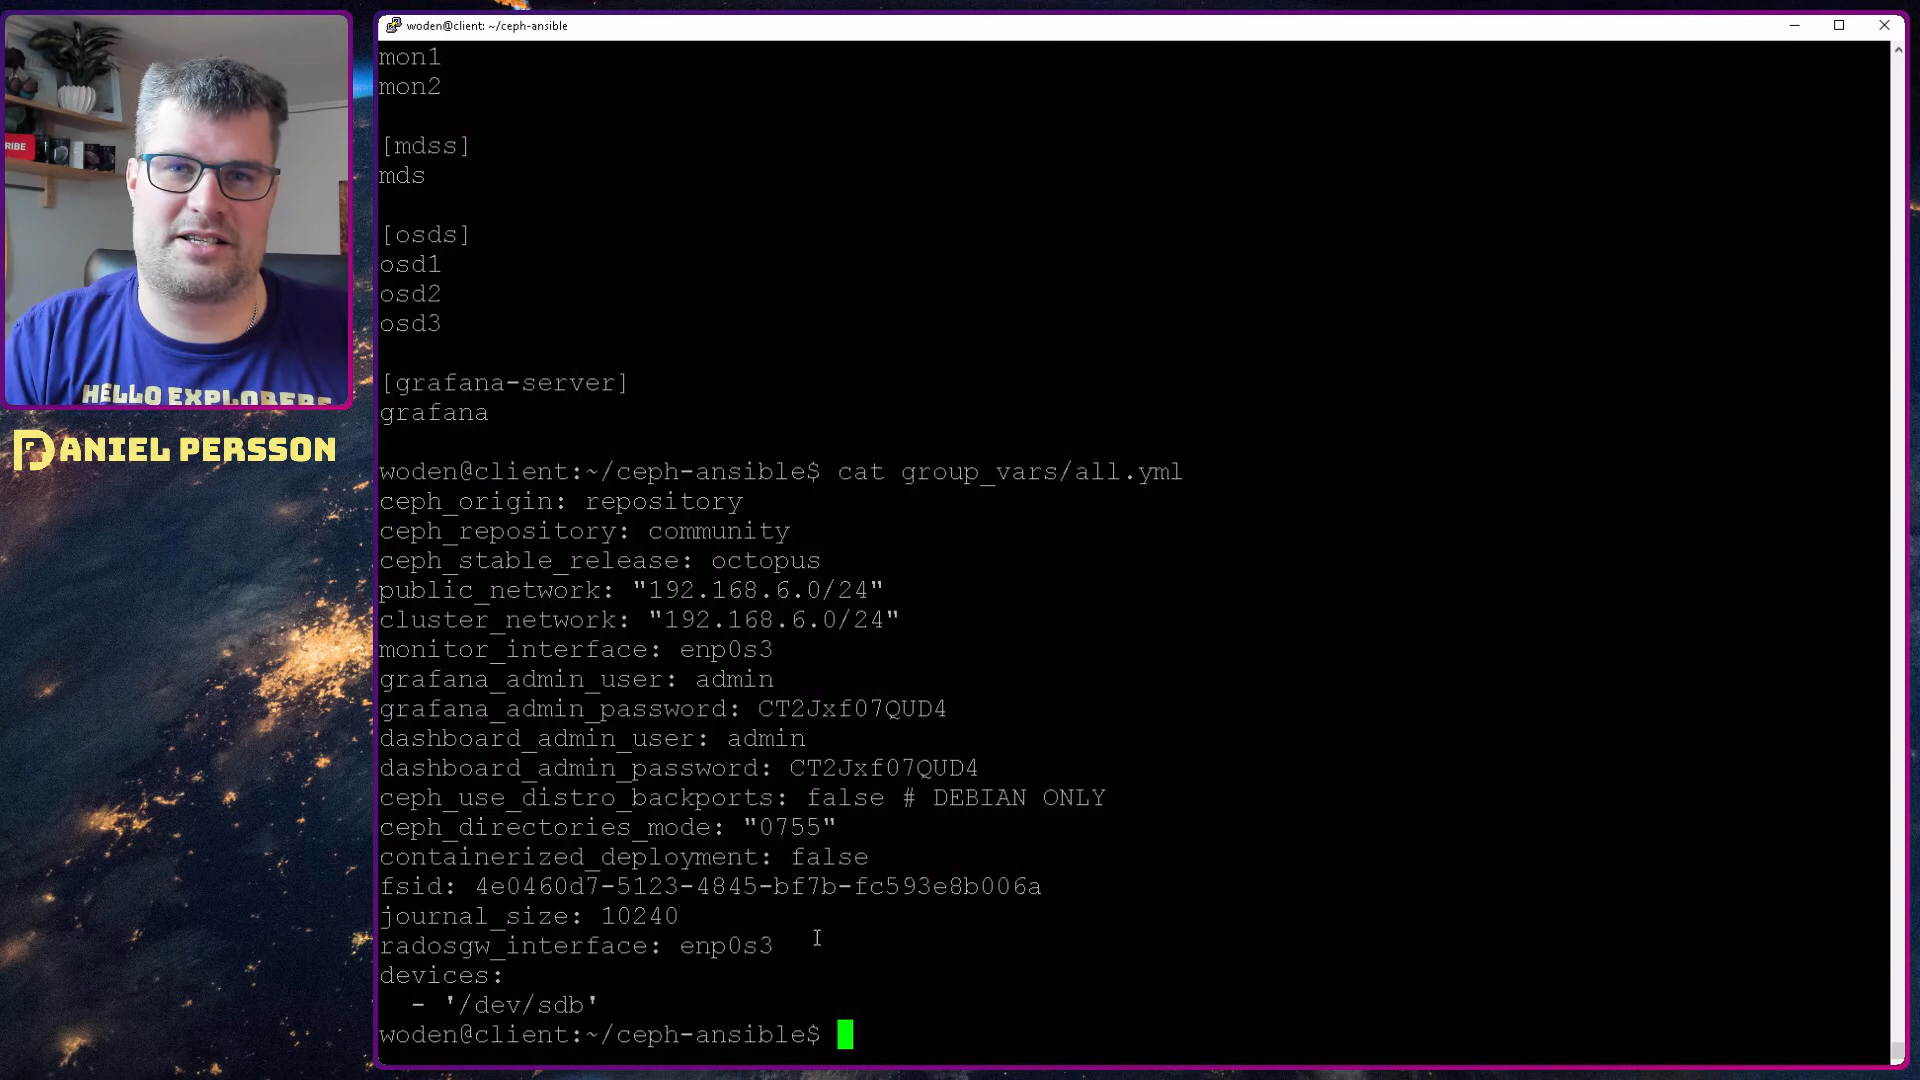 woden@client: ~/ceph-ansible
mon1
mon2
[mdss]
mds
[osds]
osd1
osd2
osd3
[grafana-server]
grafana
woden@client:~/ceph-ansible$ cat group_vars/all.yml
ceph_origin: repository
ceph_repository: community
ceph_stable_release: octopus
public_network: "192.168.6.0/24"
cluster_network: "192.168.6.0/24"
monitor_interface: enp0s3
grafana_admin_user: admin
grafana_admin_password: CT2Jxf07QUD4
dashboard_admin_user: admin
dashboard_admin_password: CT2Jxf07QUD4
ceph_use_distro_backports: false # DEBIAN ONLY
ceph_directories_mode: "0755"
containerized_deployment: false
fsid: 4e0460d7-5123-4845-bf7b-fc593e8b006a
journal_size: 10240
radosgw_interface: enp0s3
devices:
  - '/dev/sdb'
woden@client:~/ceph-ansible$
RIBE
HELLO EXPLORERS
DANIEL PERSSON